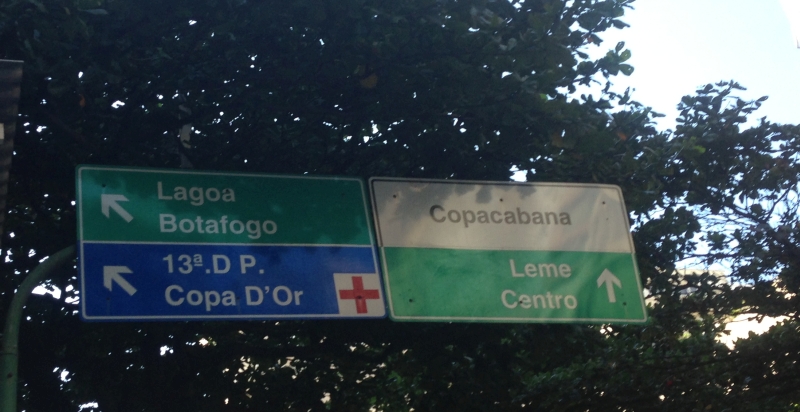 Lagoa
Botafogo
13ª.D P.
Copa D'Or
Copacabana
Leme
Centro